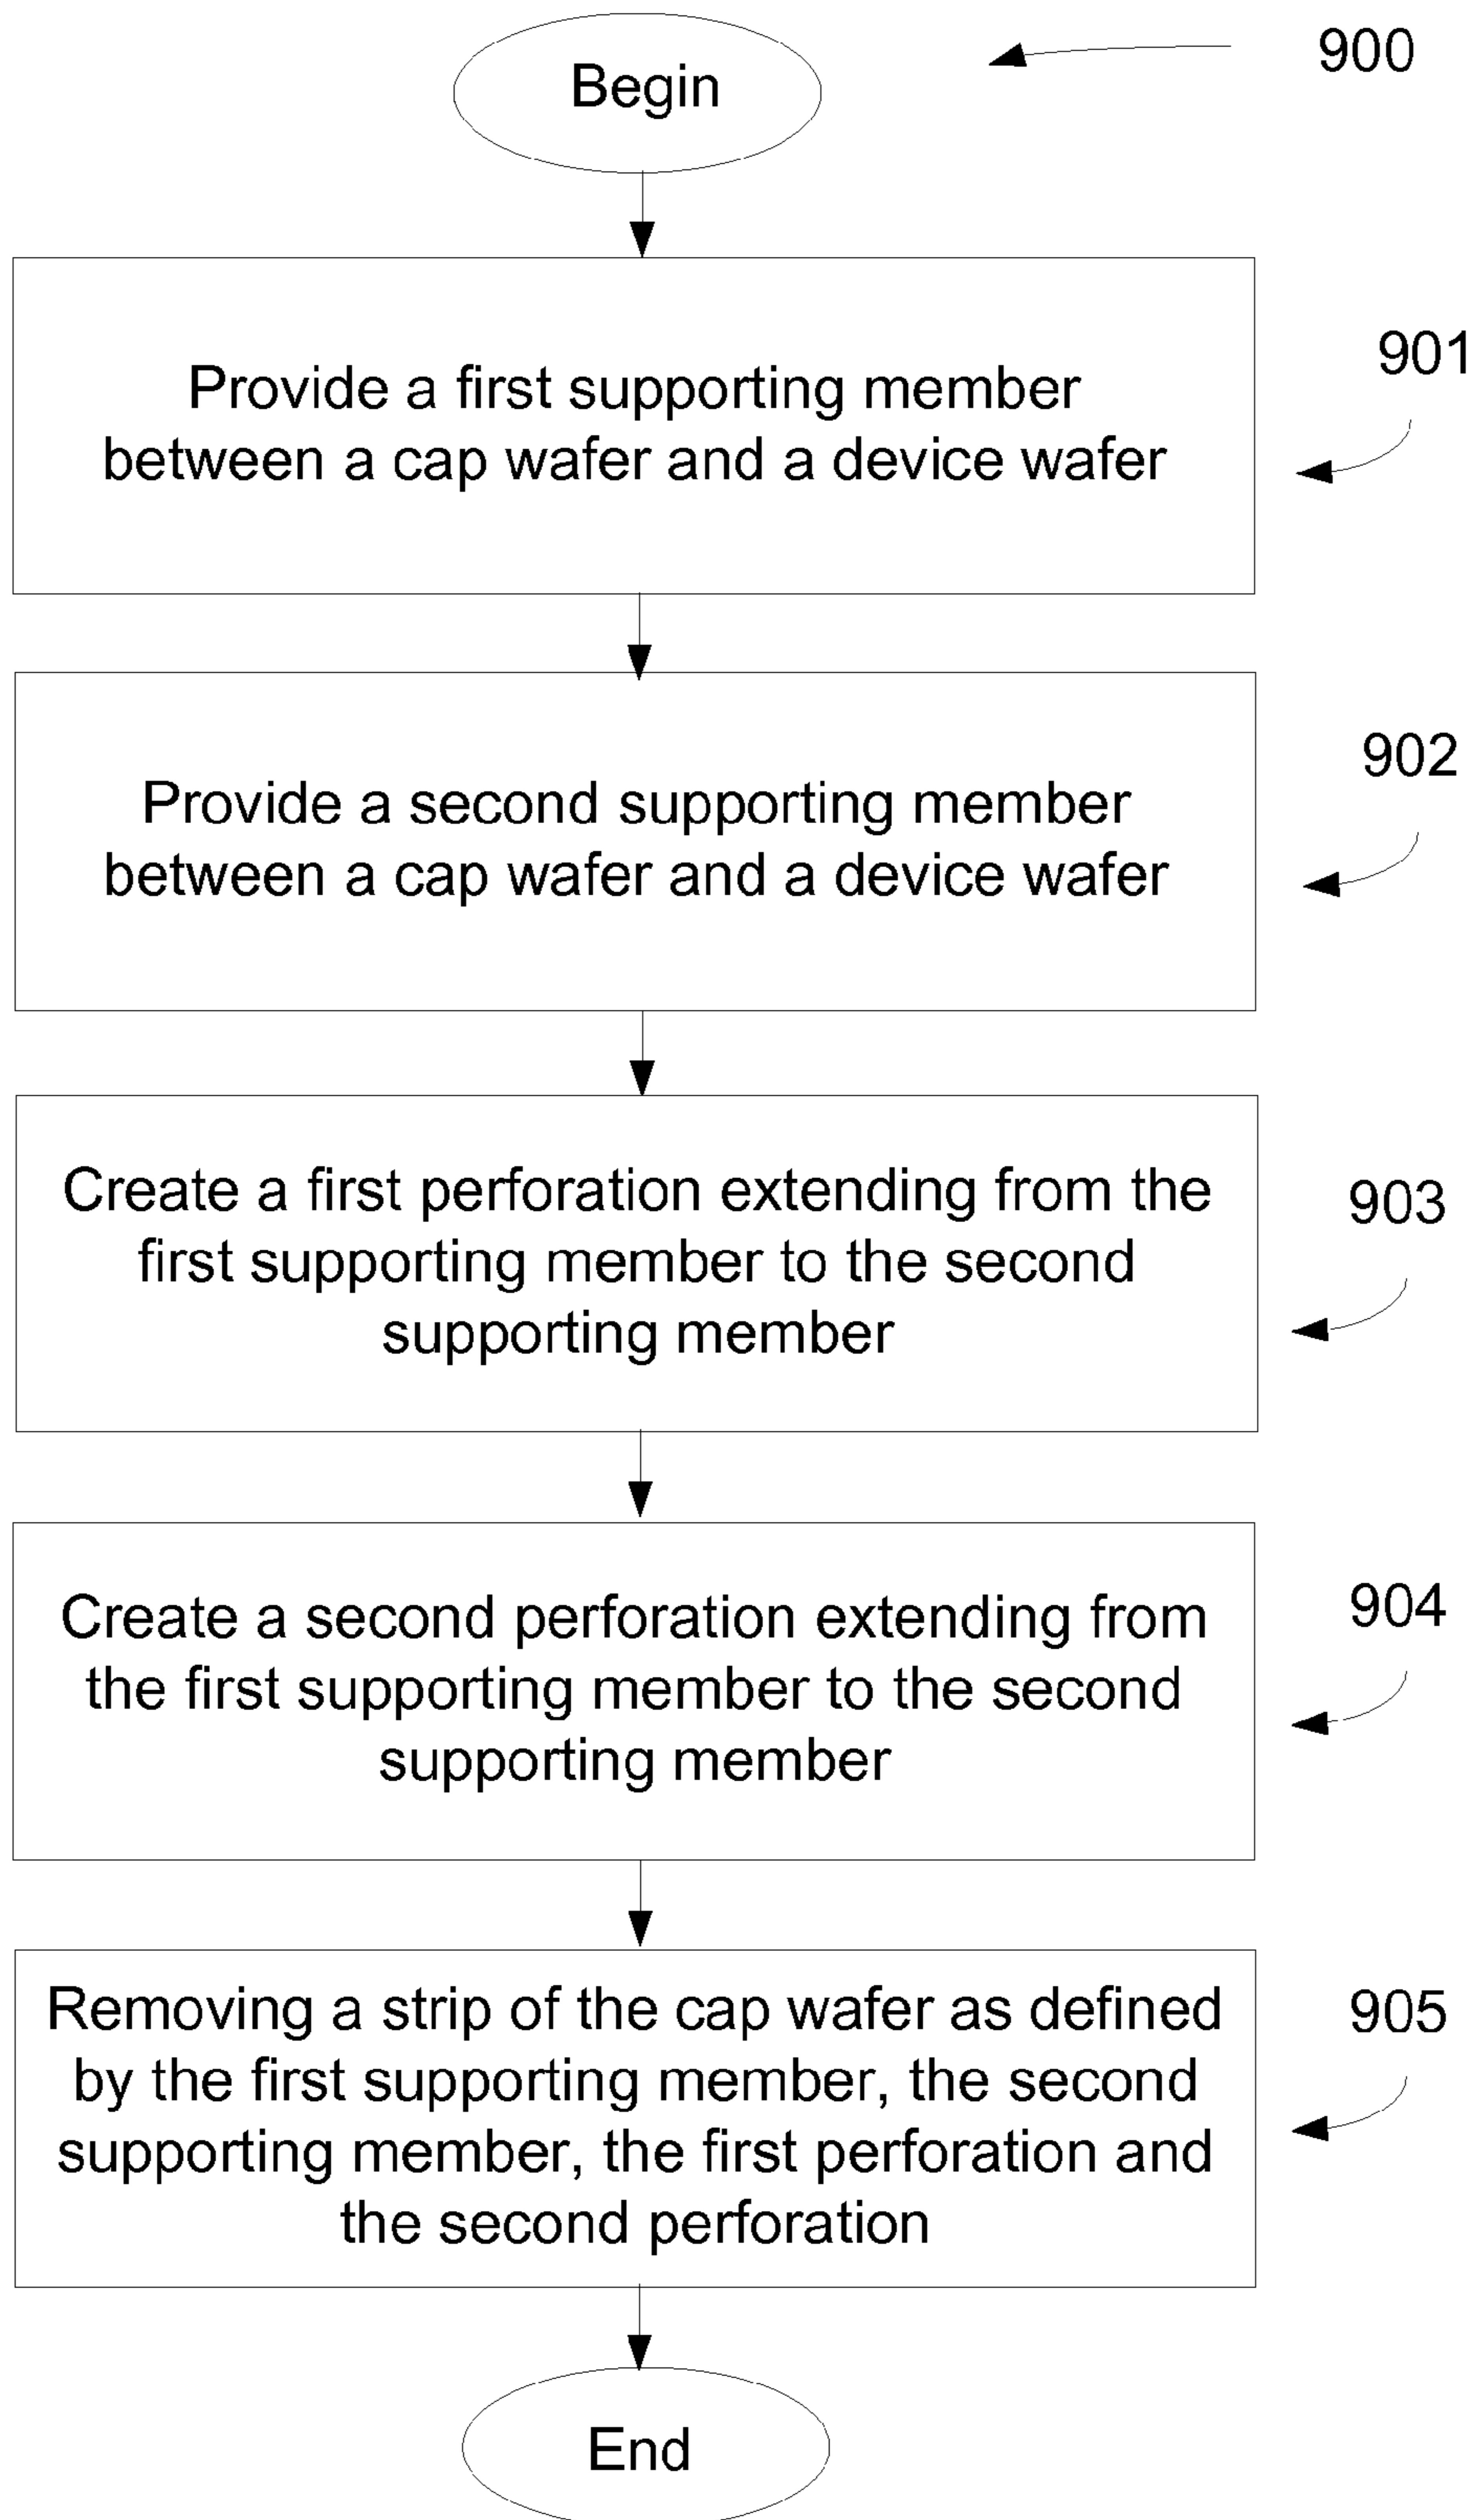 Begin
900
Provide a first supporting member
between a cap wafer and a device wafer
901
Provide a second supporting member
between a cap wafer and a device wafer
902
Create a first perforation extending from the
first supporting member to the second
supporting member
903
Create a second perforation extending from
the first supporting member to the second
supporting member
904
Removing a strip of the cap wafer as defined
by the first supporting member, the second
supporting member, the first perforation and
the second perforation
905
End